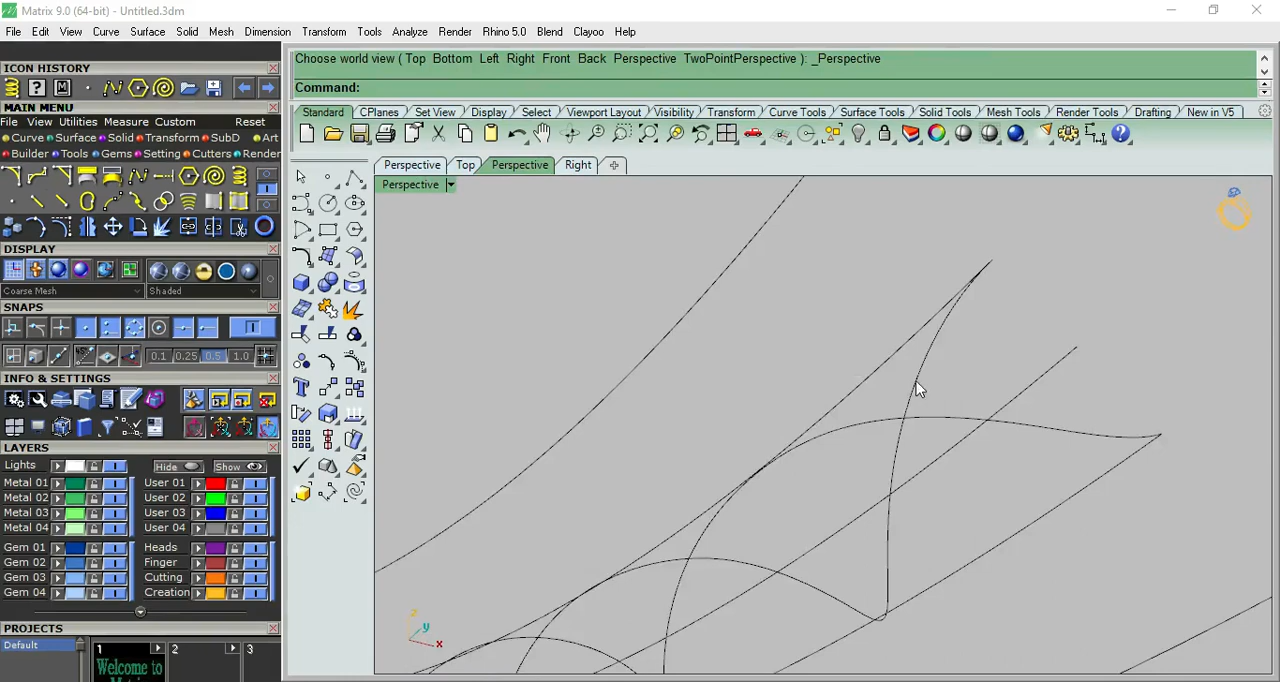 Matrix 9.0 (64-bit) - Untitled.3dm
File Edit View Curve Surface Solid Mesh Dimension Transform Tools Analyze Render Rhino 5.0 Blend Clayoo Help
ICON HISTORY
MAIN MENU
File View Utilities Measure Custom Reset
Curve Surface Solid Transform SubD Art
Builder Tools Gems Setting Cutters Render
DISPLAY
Coarse Mesh Shaded
SNAPS
0.1 0.25 0.5 1.0
INFO & SETTINGS
LAYERS
Lights Hide Show
Metal 01 User 01
Metal 02 User 02
Metal 03 User 03
Metal 04 User 04
Gem 01 Heads
Gem 02 Finger
Gem 03 Cutting
Gem 04 Creation
PROJECTS
Default 1 2 3
Welcome to
Choose world view ( Top Bottom Left Right Front Back Perspective TwoPointPerspective ): _Perspective
Command:
Standard CPlanes Set View Display Select Viewport Layout Visibility Transform Curve Tools Surface Tools Solid Tools Mesh Tools Render Tools Drafting New in V5
Perspective Top Perspective Right
Perspective
z
y
x